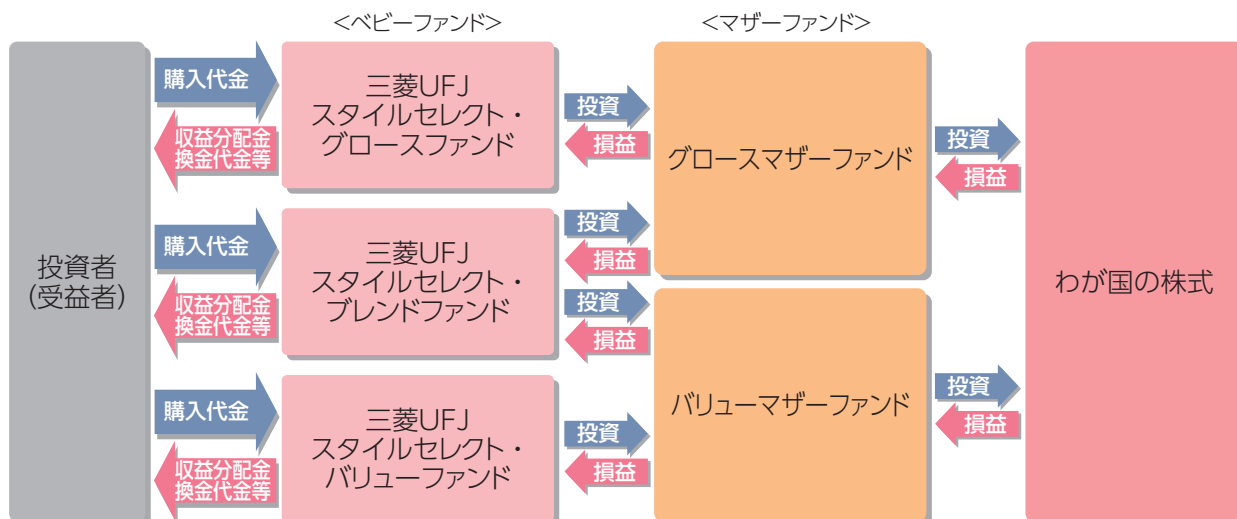 <ベビーファンド>
<マザーファンド>
投資者
(受益者)
購入代金
収益分配金
換金代金等
三菱UFJ
スタイルセレクト・
グロースファンド
投資
損益
購入代金
収益分配金
換金代金等
三菱UFJ
スタイルセレクト・
ブレンドファンド
投資
損益
投資
損益
購入代金
収益分配金
換金代金等
三菱UFJ
スタイルセレクト・
バリューファンド
投資
損益
グロースマザーファンド
投資
損益
バリューマザーファンド
投資
損益
わが国の株式